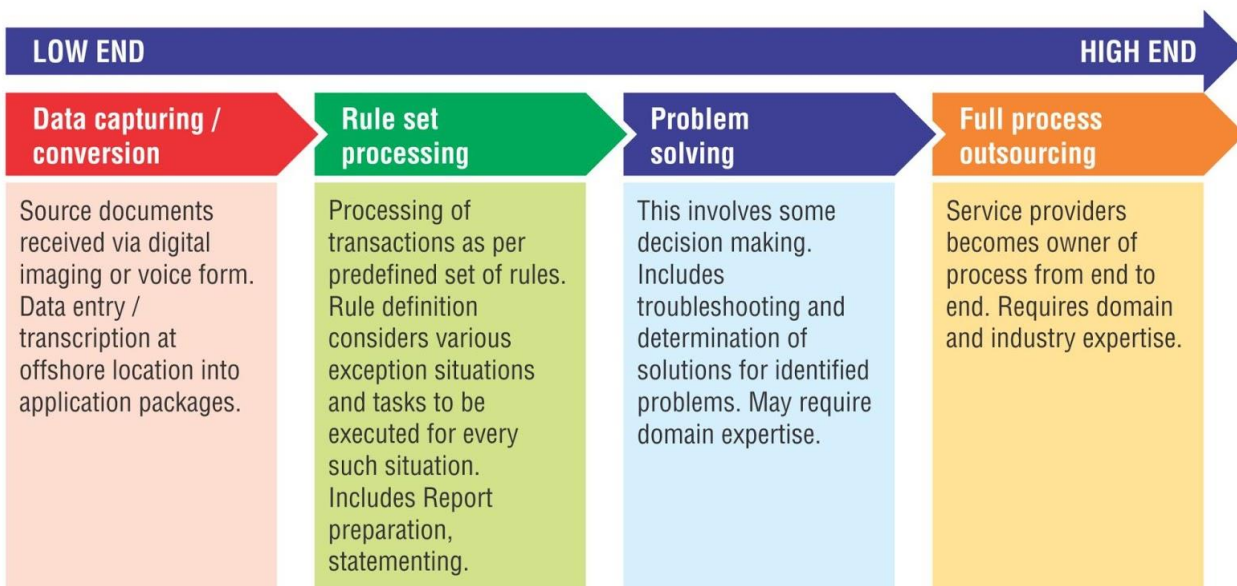 LOW END
HIGH END
Data capturing /
conversion
Source documents
received via digital
imaging or voice form.
Data entry /
transcription at
offshore location into
application packages.
Rule set
processing
Processing of
transactions as per
predefined set of rules.
Rule definition
considers various
exception situations
and tasks to be
executed for every
such situation.
Includes Report
preparation,
statementing.
Problem
solving
This involves some
decision making.
Includes
troubleshooting and
determination of
solutions for identified
problems. May require
domain expertise.
Full process
outsourcing
Service providers
becomes owner of
process from end to
end. Requires domain
and industry expertise.